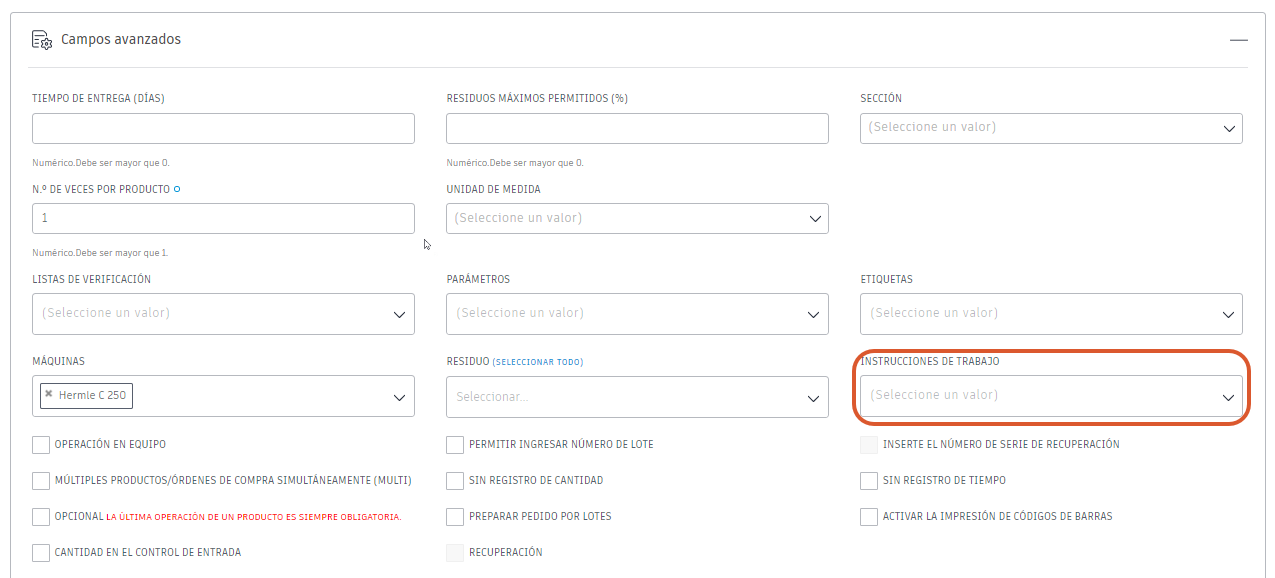 Campos avanzados
TIEMPO DE ENTREGA (DÍAS)
RESIDUOS MÁXIMOS PERMITIDOS (%)
SECCIÓN
(Seleccione un valor)
Numérico.Debe ser mayor que 0.
Numérico.Debe ser mayor que 0.
N.º DE VECES POR PRODUCTO
UNIDAD DE MEDIDA
1
(Seleccione un valor)
Numérico.Debe ser mayor que 1.
LISTAS DE VERIFICACIÓN
PARÁMETROS
ETIQUETAS
(Seleccione un valor)
(Seleccione un valor)
(Seleccione un valor)
MÁQUINAS
RESIDUO (SELECCIONAR TODO)
INSTRUCCIONES DE TRABAJO
✖ Hermle C 250
Seleccionar...
(Seleccione un valor)
OPERACIÓN EN EQUIPO
PERMITIR INGRESAR NÚMERO DE LOTE
INSERTE EL NÚMERO DE SERIE DE RECUPERACIÓN
MÚLTIPLES PRODUCTOS/ÓRDENES DE COMPRA SIMULTÁNEAMENTE (MULTI)
SIN REGISTRO DE CANTIDAD
SIN REGISTRO DE TIEMPO
OPCIONAL LA ÚLTIMA OPERACIÓN DE UN PRODUCTO ES SIEMPRE OBLIGATORIA.
PREPARAR PEDIDO POR LOTES
ACTIVAR LA IMPRESIÓN DE CÓDIGOS DE BARRAS
CANTIDAD EN EL CONTROL DE ENTRADA
RECUPERACIÓN